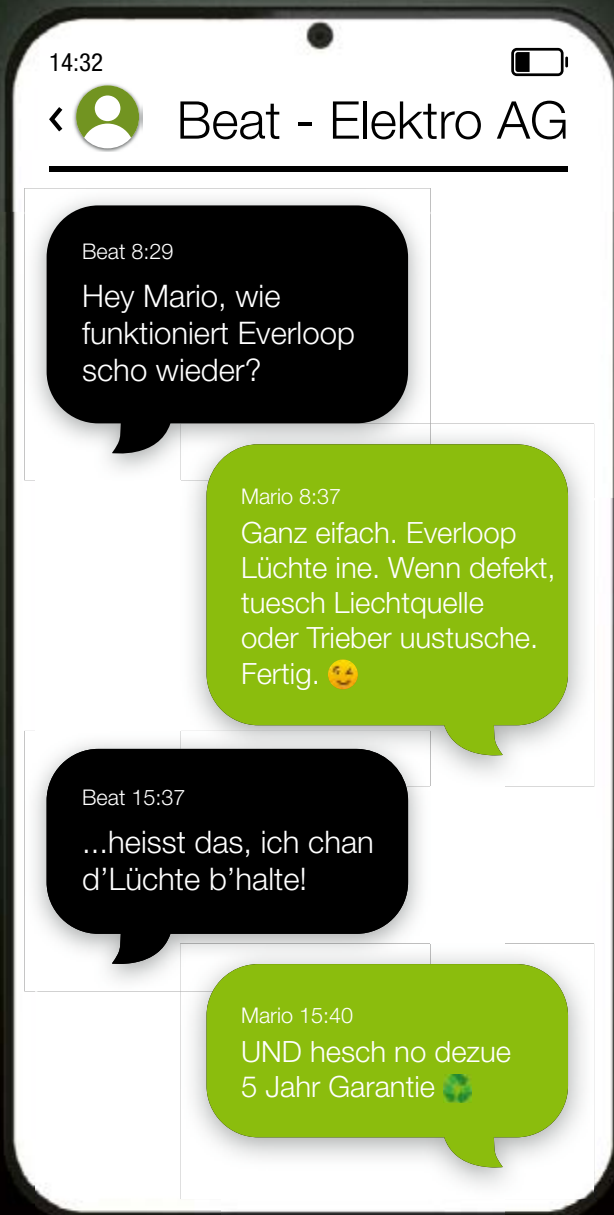 14:32
Beat - Elektro AG
Beat 8:29
Hey Mario, wie
funktioniert Everloop
scho wieder?
Mario 8:37
Ganz eifach. Everloop
Lüchte ine. Wenn defekt,
tuesch Liechtquelle
oder Trieber uustusche.
Fertig. 😉
Beat 15:37
...heisst das, ich chan
d’Lüchte b’halte!
Mario 15:40
UND hesch no dezue
5 Jahr Garantie ♻️